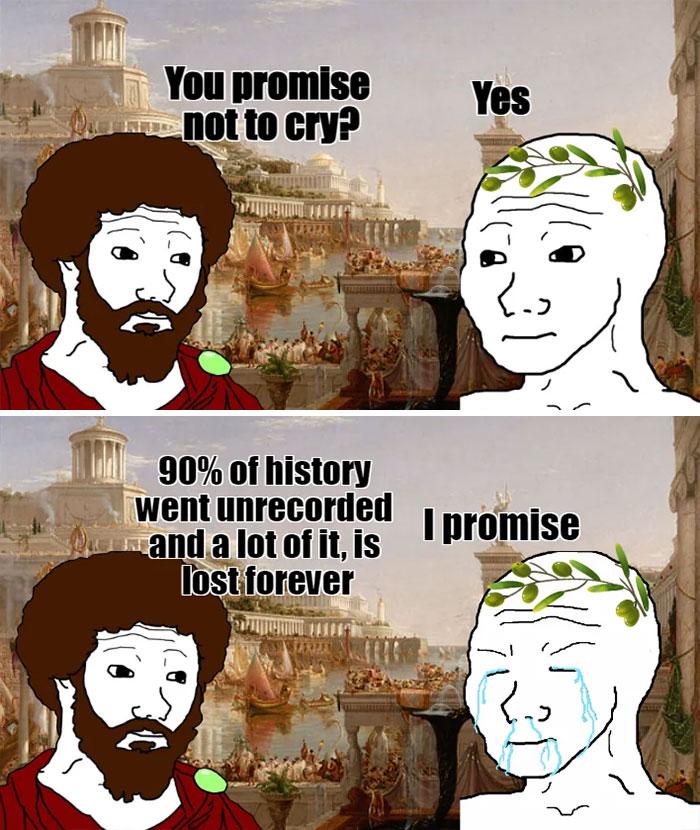 You promise
not to cry?
Yes
90% of history
went unrecorded
and a lot of it, is
lost forever
I promise